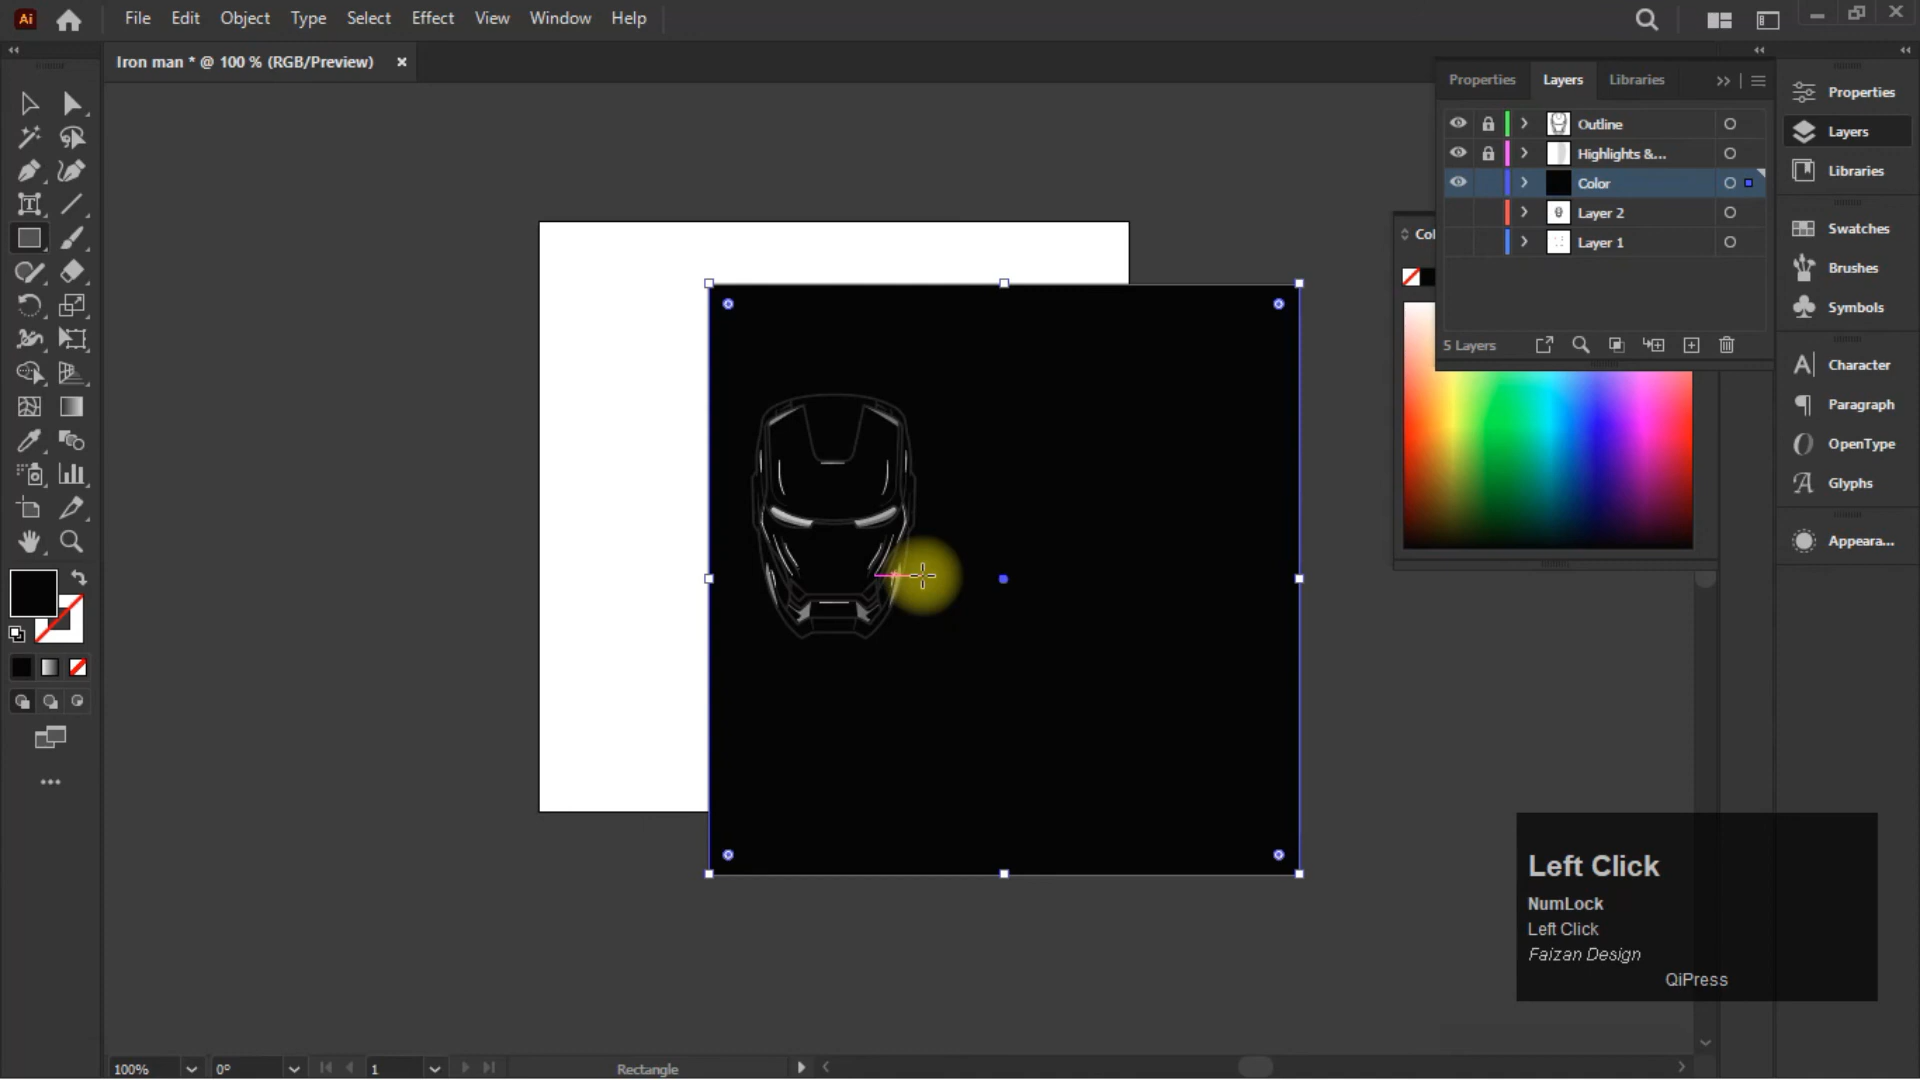 Ai
File Edit Object Type Select Effect View Window Help
Iron man * @ 100 % (RGB/Preview) ×
Properties Layers Libraries
Outline
Highlights &...
Color
Layer 2
Layer 1
5 Layers
Col
Properties
Layers
Libraries
Swatches
Brushes
Symbols
Character
Paragraph
OpenType
Glyphs
Appeara...
Left Click
NumLock
Left Click
Faizan Design
QiPress
100% 0° 1 Rectangle